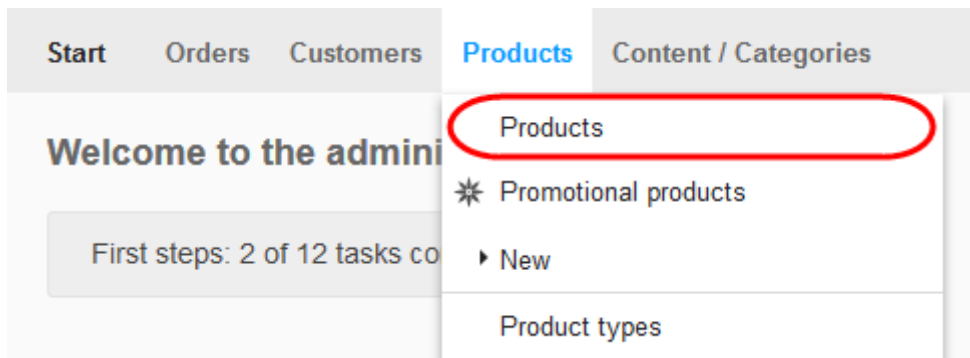 Start Orders Customers Products Content / Categories
Products
Welcome to the admini
Promotional products
First steps: 2 of 12 tasks co
New
Product types